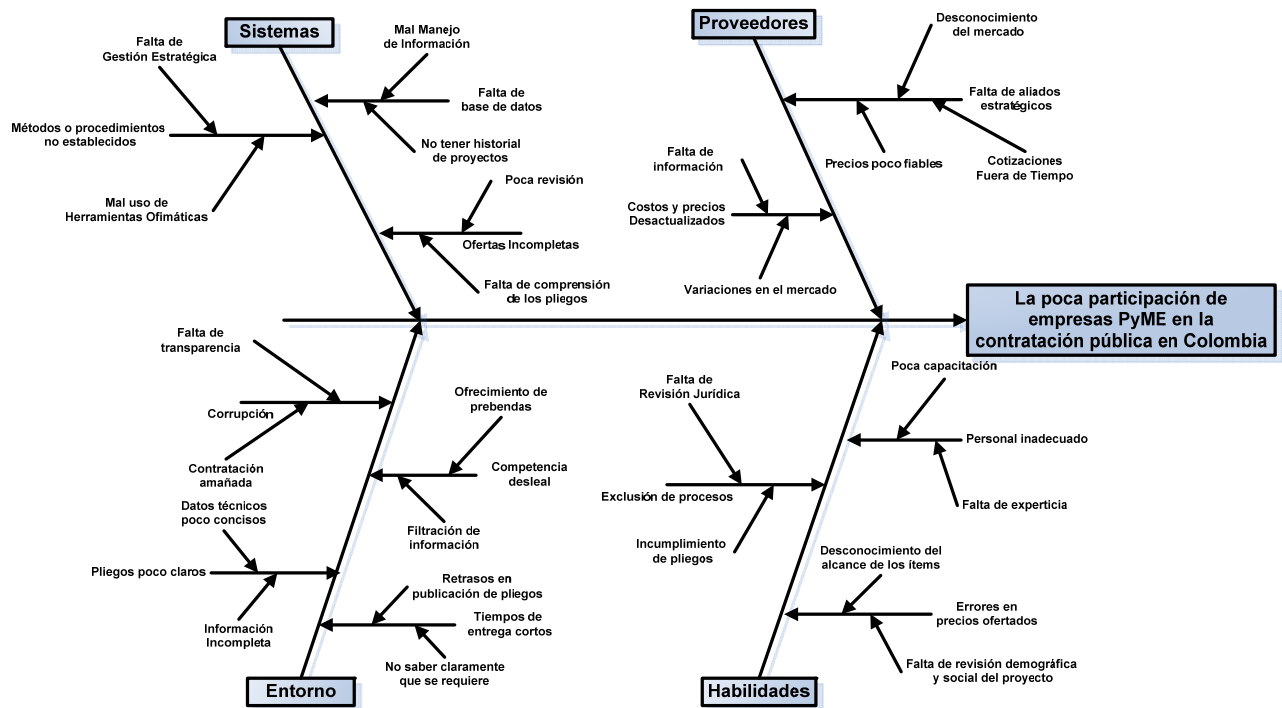 Sistemas
Falta de
Gestión Estratégica
Métodos o procedimientos
no establecidos
Mal uso de
Herramientas Ofimáticas
Mal Manejo
de Información
Falta de
base de datos
No tener historial
de proyectos
Poca revisión
Ofertas Incompletas
Falta de comprensión
de los pliegos
Proveedores
Desconocimiento
del mercado
Falta de aliados
estratégicos
Precios poco fiables
Cotizaciones
Fuera de Tiempo
Falta de
información
Costos y precios
Desactualizados
Variaciones en el mercado
La poca participación de
empresas PyME en la
contratación pública en Colombia
Falta de
transparencia
Corrupción
Contratación
amañada
Ofrecimiento de
prebendas
Competencia
desleal
Filtración de
información
Datos técnicos
poco concisos
Pliegos poco claros
Información
Incompleta
Retrasos en
publicación de pliegos
Tiempos de
entrega cortos
No saber claramente
que se requiere
Entorno
Poca capacitación
Personal inadecuado
Falta de experticia
Falta de
Revisión Jurídica
Exclusión de procesos
Incumplimiento
de pliegos
Desconocimiento del
alcance de los ítems
Errores en
precios ofertados
Falta de revisión demográfica
y social del proyecto
Habilidades